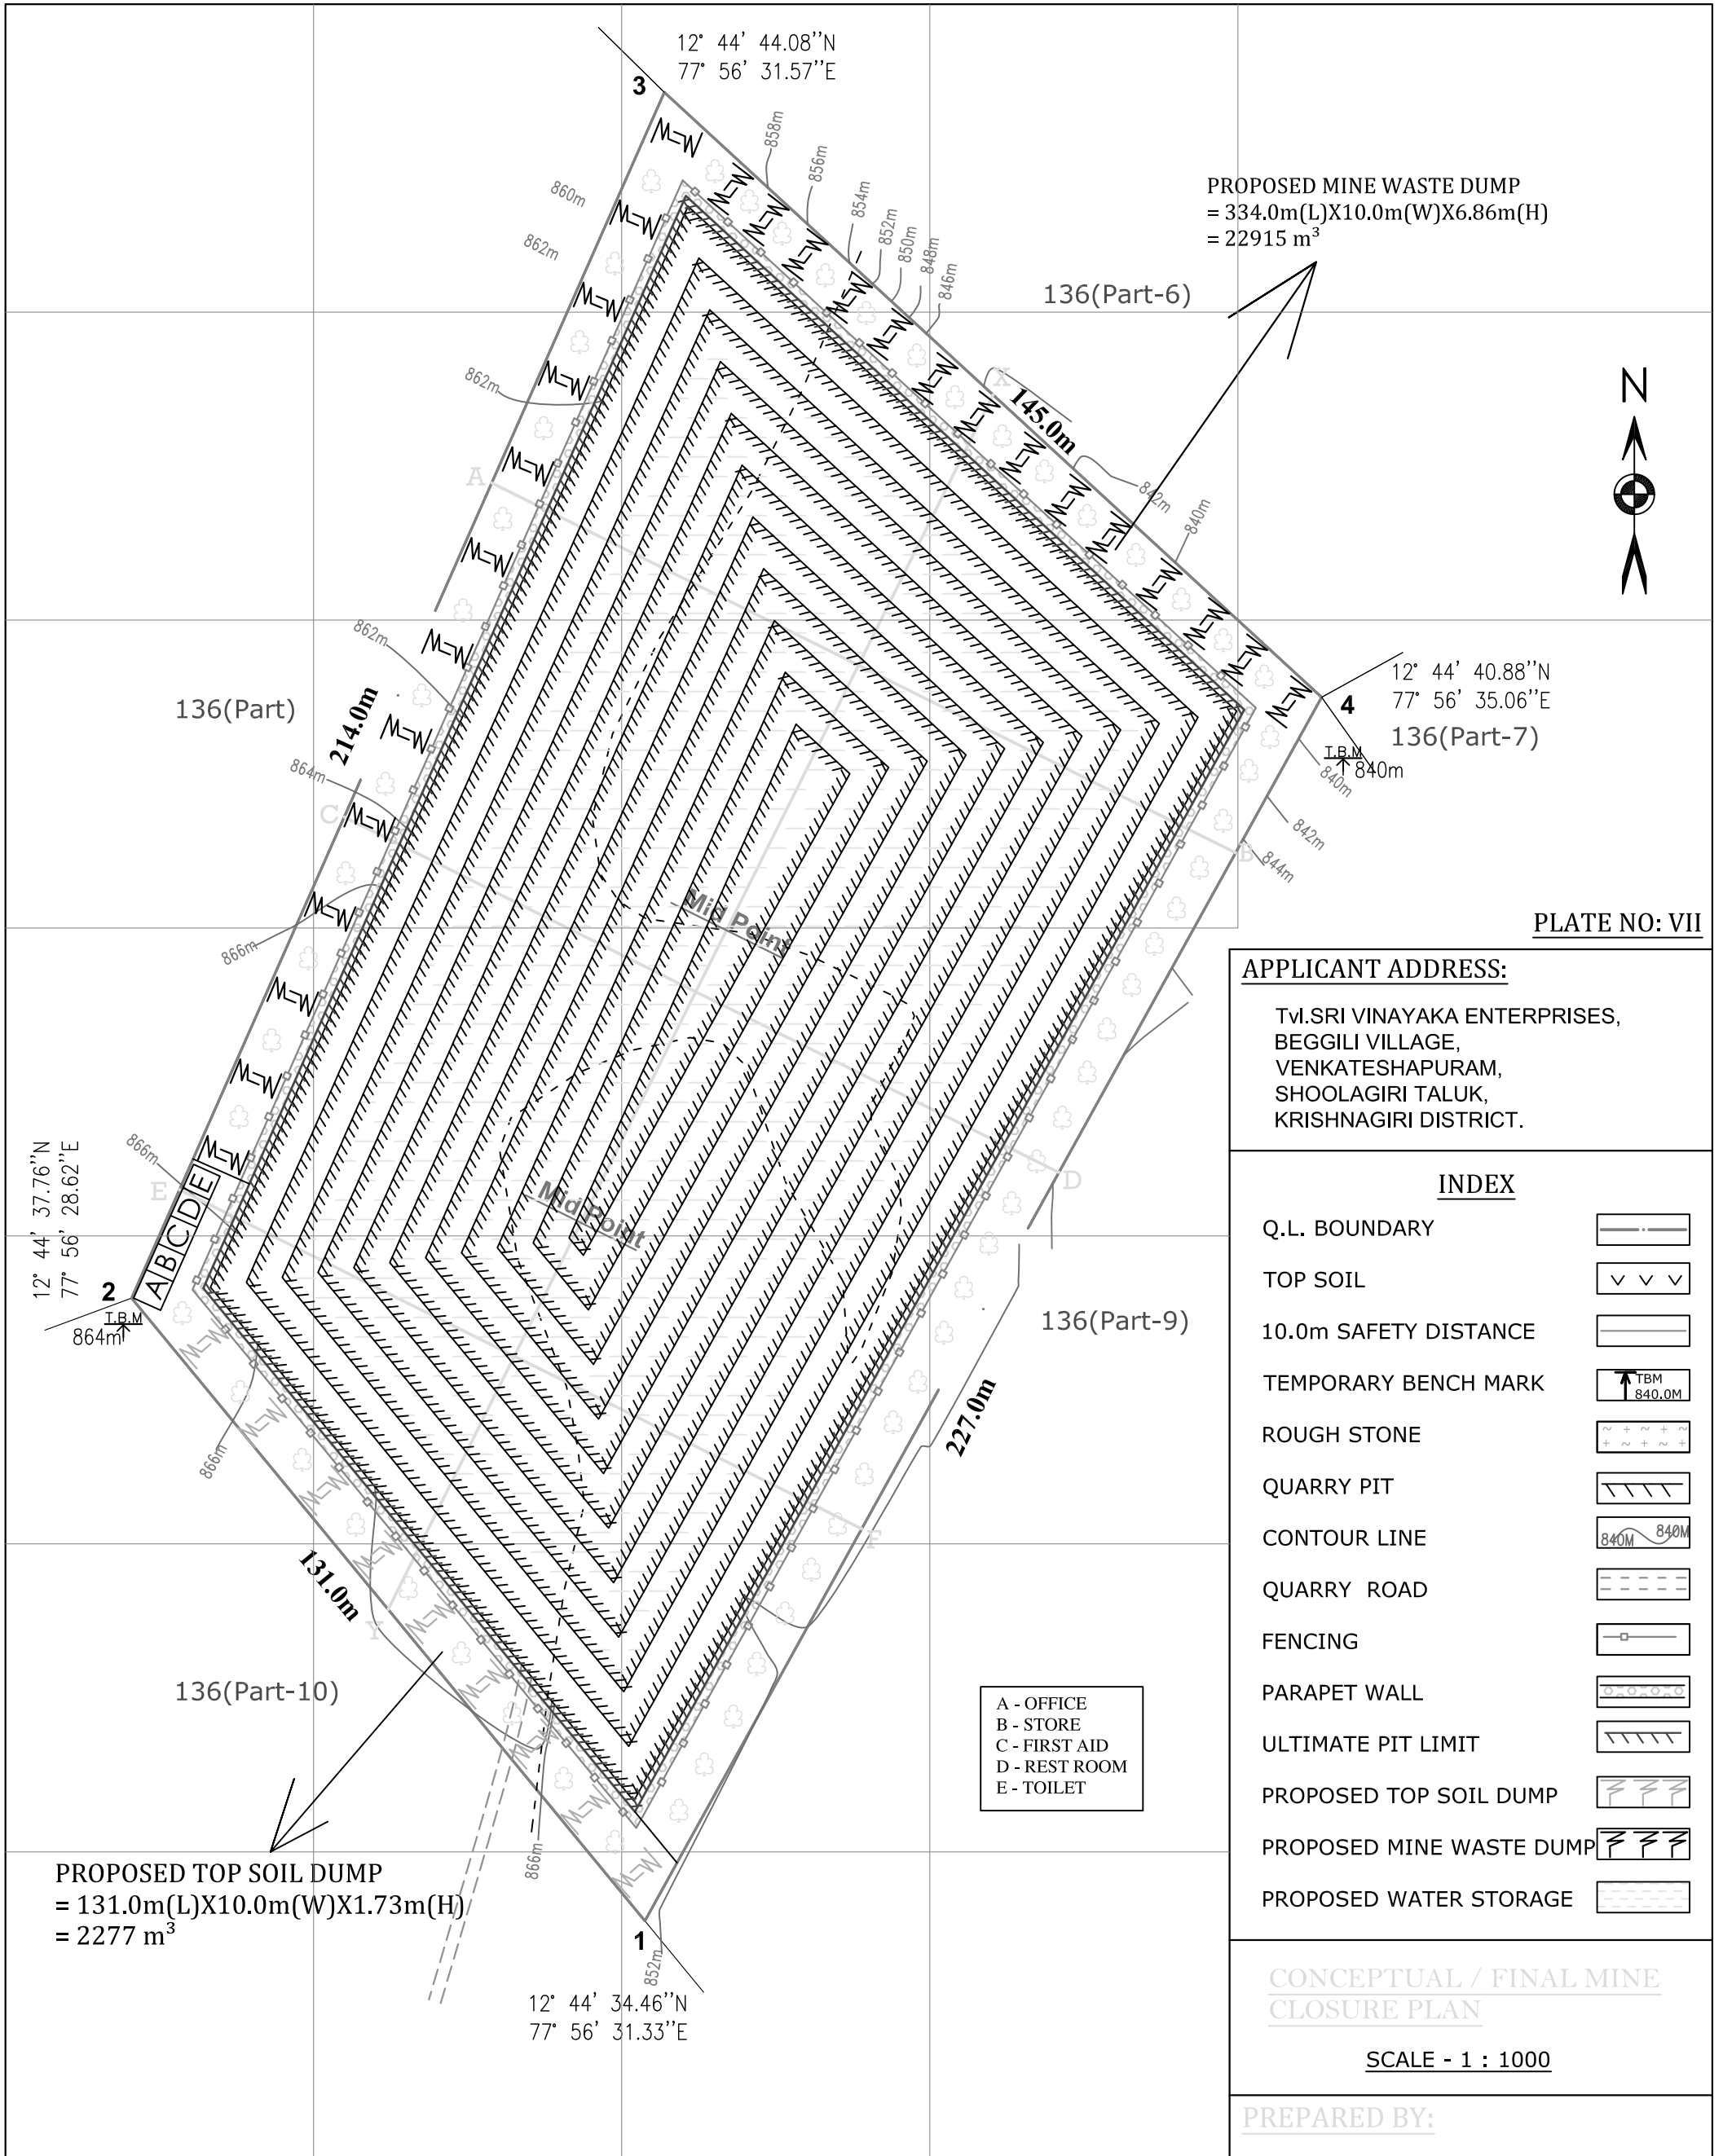 12° 44' 44.08''N
77° 56' 31.57''E
3
858m
856m
854m
852m
850m
848m
846m
860m
862m
PROPOSED MINE WASTE DUMP
= 334.0m(L)X10.0m(W)X6.86m(H)
= 22915 m³
136(Part-6)
N
862m
X
145.0m
A
842m
840m
862m
12° 44' 40.88''N
77° 56' 35.06''E
4
136(Part-7)
T.B.M
840m
840m
136(Part)
214.0m
864m
C
842m
B
844m
Mid Point
866m
PLATE NO: VII
APPLICANT ADDRESS:
Tvl.SRI VINAYAKA ENTERPRISES,
BEGGILI VILLAGE,
VENKATESHAPURAM,
SHOOLAGIRI TALUK,
KRISHNAGIRI DISTRICT.
12° 44' 37.76''N
77° 56' 28.62''E
866m
E
D
A B C D E
Mid Point
2
T.B.M
864m
136(Part-9)
227.0m
866m
F
131.0m
Y
136(Part-10)
INDEX
Q.L. BOUNDARY
TOP SOIL
10.0m SAFETY DISTANCE
TEMPORARY BENCH MARK
TBM
840.0M
ROUGH STONE
QUARRY PIT
CONTOUR LINE
840M 840M
QUARRY ROAD
FENCING
PARAPET WALL
ULTIMATE PIT LIMIT
PROPOSED TOP SOIL DUMP
PROPOSED MINE WASTE DUMP
PROPOSED WATER STORAGE
A - OFFICE
B - STORE
C - FIRST AID
D - REST ROOM
E - TOILET
PROPOSED TOP SOIL DUMP
= 131.0m(L)X10.0m(W)X1.73m(H)
= 2277 m³
866m
1
852m
12° 44' 34.46''N
77° 56' 31.33''E
CONCEPTUAL / FINAL MINE
CLOSURE PLAN
SCALE - 1 : 1000
PREPARED BY: